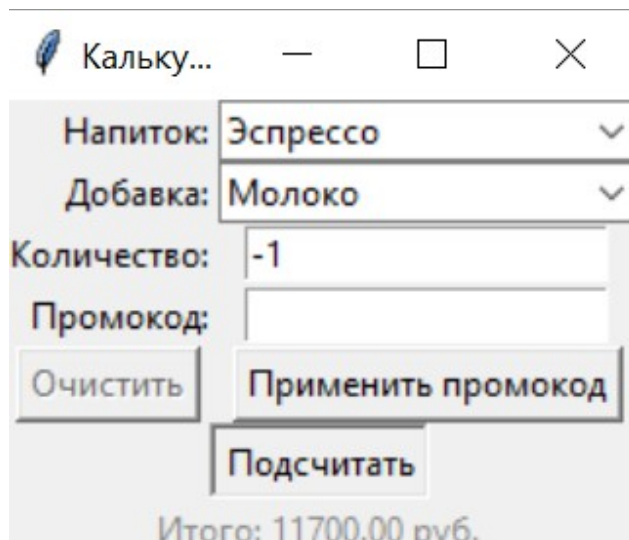 Кальку...
Напиток: Эспрессо
Добавка: Молоко
Количество: -1
Промокод:
Очистить Применить промокод
Подсчитать
Итого: 11700.00 руб.